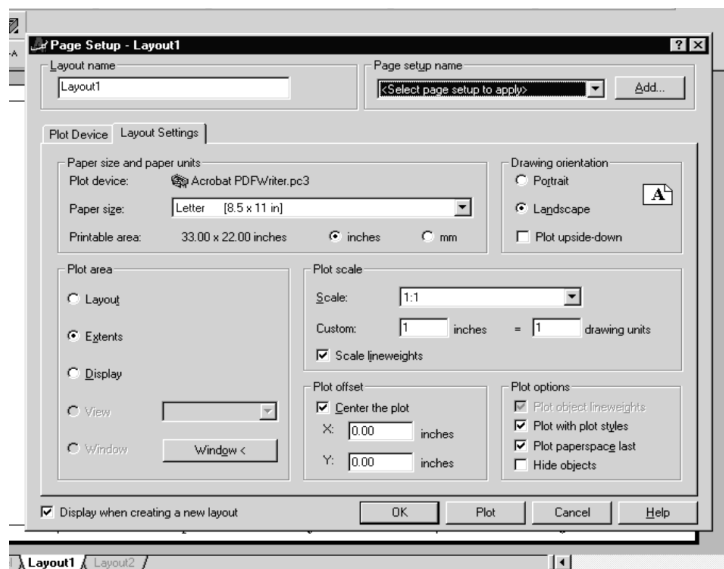 Page Setup - Layout1
Layout name
Page setup name
Layout1
<Select page setup to apply>
Add...
Plot Device
Layout Settings
Paper size and paper units
Plot device: Acrobat PDFWriter.pc3
Paper size: Letter [8.5 x 11 in]
Printable area: 33.00 x 22.00 inches
inches
mm
Drawing orientation
Portrait
Landscape
Plot upside-down
A
Plot area
Layout
Extents
Display
View
Window
Window <
Plot scale
Scale: 1:1
Custom: 1 inches = 1 drawing units
Scale lineweights
Plot offset
Center the plot
X: 0.00 inches
Y: 0.00 inches
Plot options
Plot object lineweights
Plot with plot styles
Plot paperspace last
Hide objects
Display when creating a new layout
OK
Plot
Cancel
Help
Layout1
Layout2